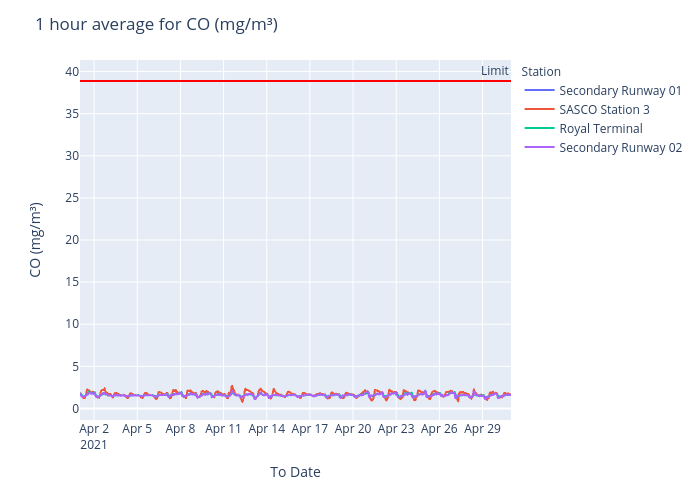 1 hour average for CO (mg/m³)
Limit
Station
Secondary Runway 01
SASCO Station 3
Royal Terminal
Secondary Runway 02
CO (mg/m³)
40
35
30
25
20
15
10
5
0
Apr 2 Apr 5 Apr 8 Apr 11 Apr 14 Apr 17 Apr 20 Apr 23 Apr 26 Apr 29
2021
To Date